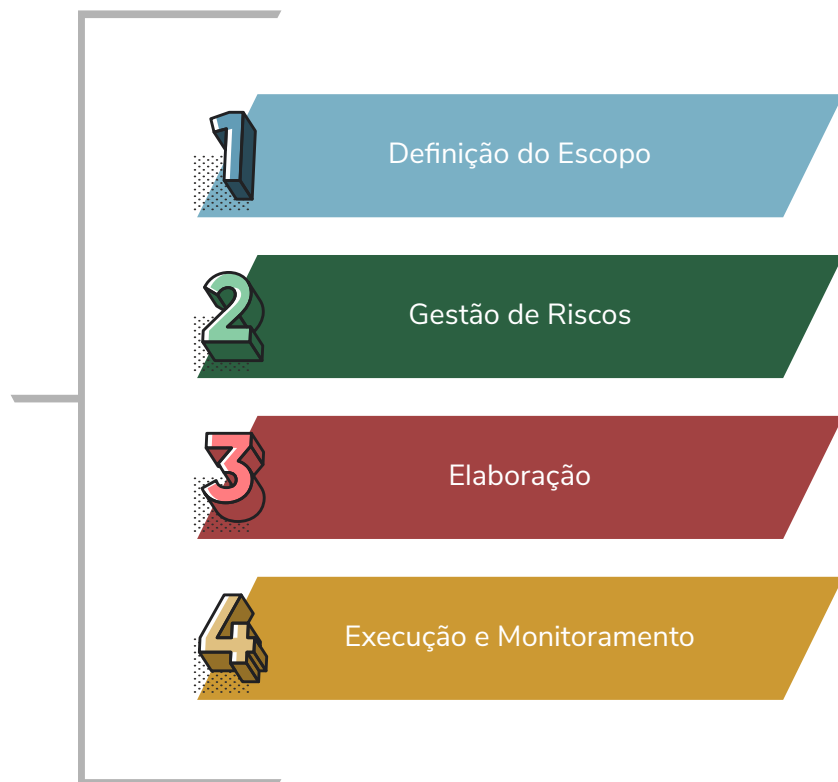 1
Definição do Escopo
2
Gestão de Riscos
3
Elaboração
4
Execução e Monitoramento